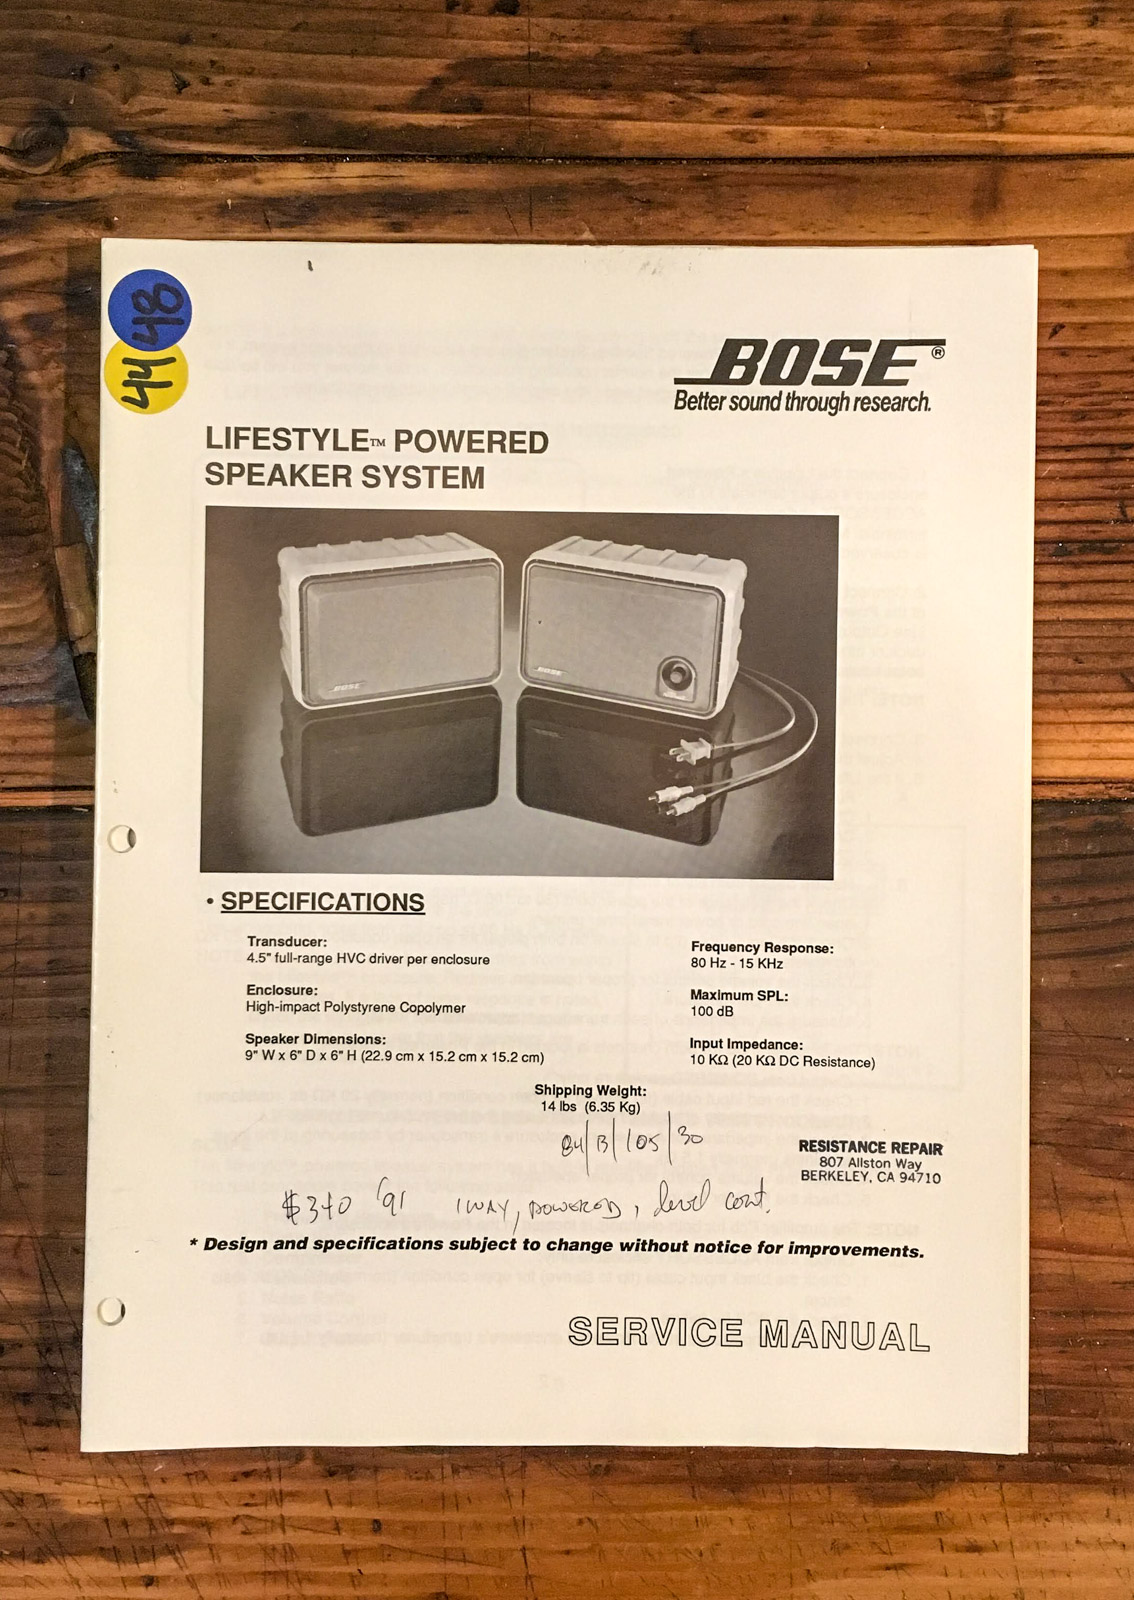 48
44
BOSE®
Better sound through research.
LIFESTYLE™ POWERED
SPEAKER SYSTEM
BOSE
BOSE
• SPECIFICATIONS
Transducer:
4.5" full-range HVC driver per enclosure
Enclosure:
High-impact Polystyrene Copolymer
Speaker Dimensions:
9" W x 6" D x 6" H (22.9 cm x 15.2 cm x 15.2 cm)
Frequency Response:
80 Hz - 15 KHz
Maximum SPL:
100 dB
Input Impedance:
10 KΩ (20 KΩ DC Resistance)
Shipping Weight:
14 lbs (6.35 Kg)
84/B/105/30
RESISTANCE REPAIR
807 Allston Way
BERKELEY, CA 94710
$340 '91 1WAY, POWERED, level cont.
* Design and specifications subject to change without notice for improvements.
SERVICE MANUAL